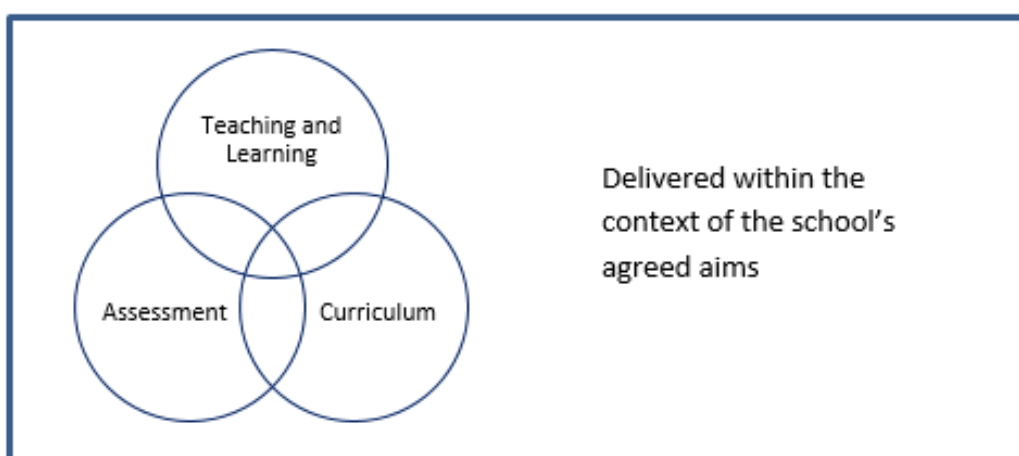 Teaching and
Learning
Assessment
Curriculum
Delivered within the
context of the school’s
agreed aims